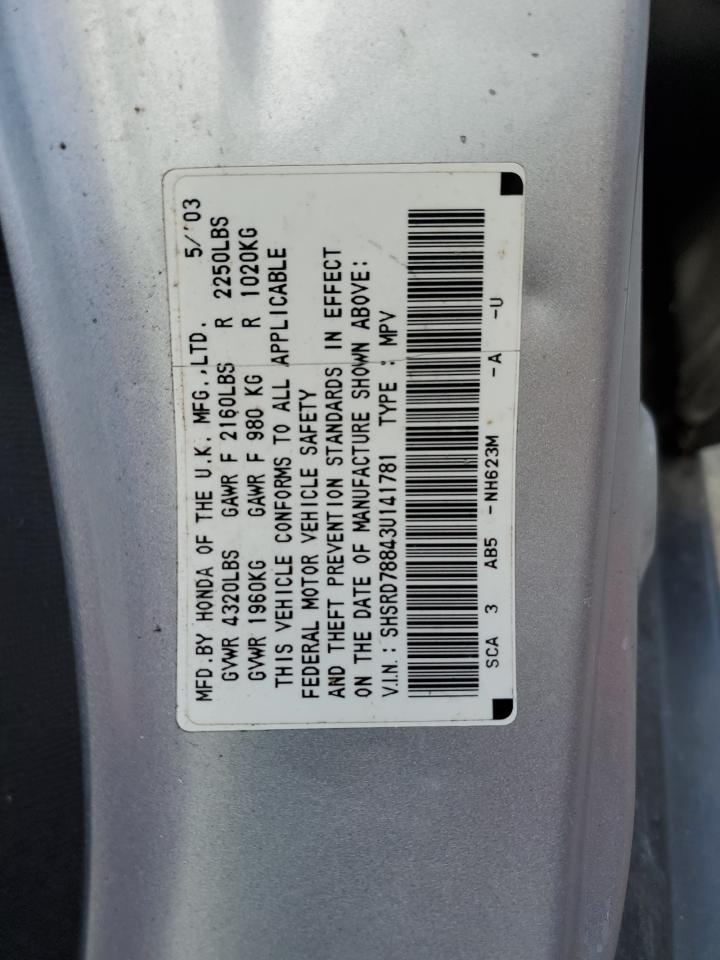 5/'03
MFD.BY HONDA OF THE U.K. MFG.,LTD.
GVWR 4320LBS GAWR F 2160LBS R 2250LBS
GVWR 1960KG GAWR F 980 KG R 1020KG
THIS VEHICLE CONFORMS TO ALL APPLICABLE
FEDERAL MOTOR VEHICLE SAFETY
AND THEFT PREVENTION STANDARDS IN EFFECT
ON THE DATE OF MANUFACTURE SHOWN ABOVE:
V.I.N.: SHSRD78843U141781 TYPE : MPV
SCA 3 AB5 -NH623M -A -U